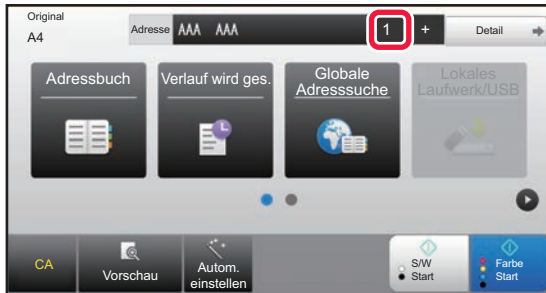 Original
A4
Adresse AAA AAA 1 + Detail
Adressbuch
Verlauf wird ges.
Globale
Adresssuche
Lokales
Laufwerk/USB
CA
Vorschau
Autom.
einstellen
S/W
Start
Farbe
Start